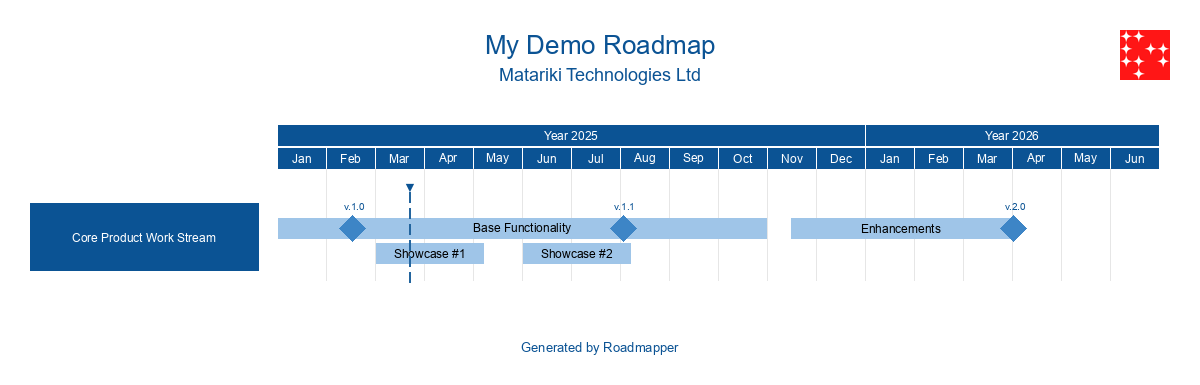 My Demo Roadmap
Matariki Technologies Ltd
Year 2025 Year 2026
Jan Feb Mar Apr May Jun Jul Aug Sep Oct Nov Dec Jan Feb Mar Apr May Jun
v.1.0 v.1.1 v.2.0
Core Product Work Stream
Base Functionality Enhancements
Showcase #1 Showcase #2
Generated by Roadmapper